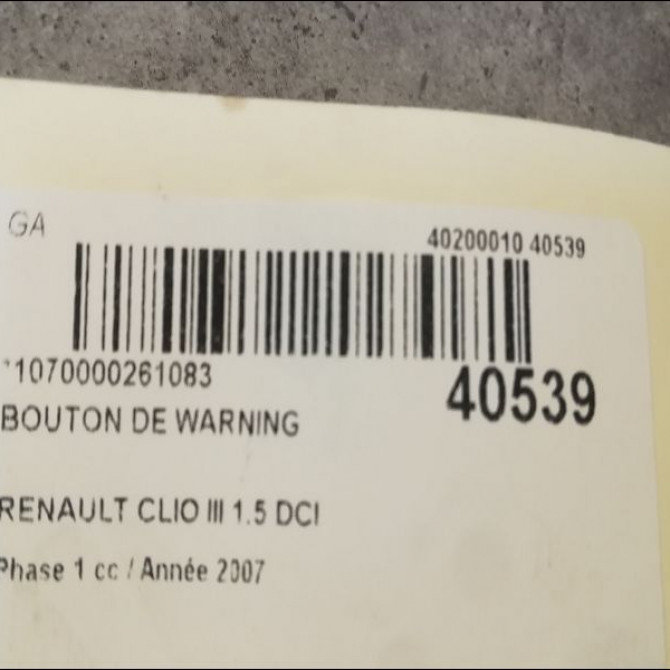 GA
40200010 40539
*1070000261083
40539
BOUTON DE WARNING
RENAULT CLIO III 1.5 DCI
Phase 1 cc / Année 2007